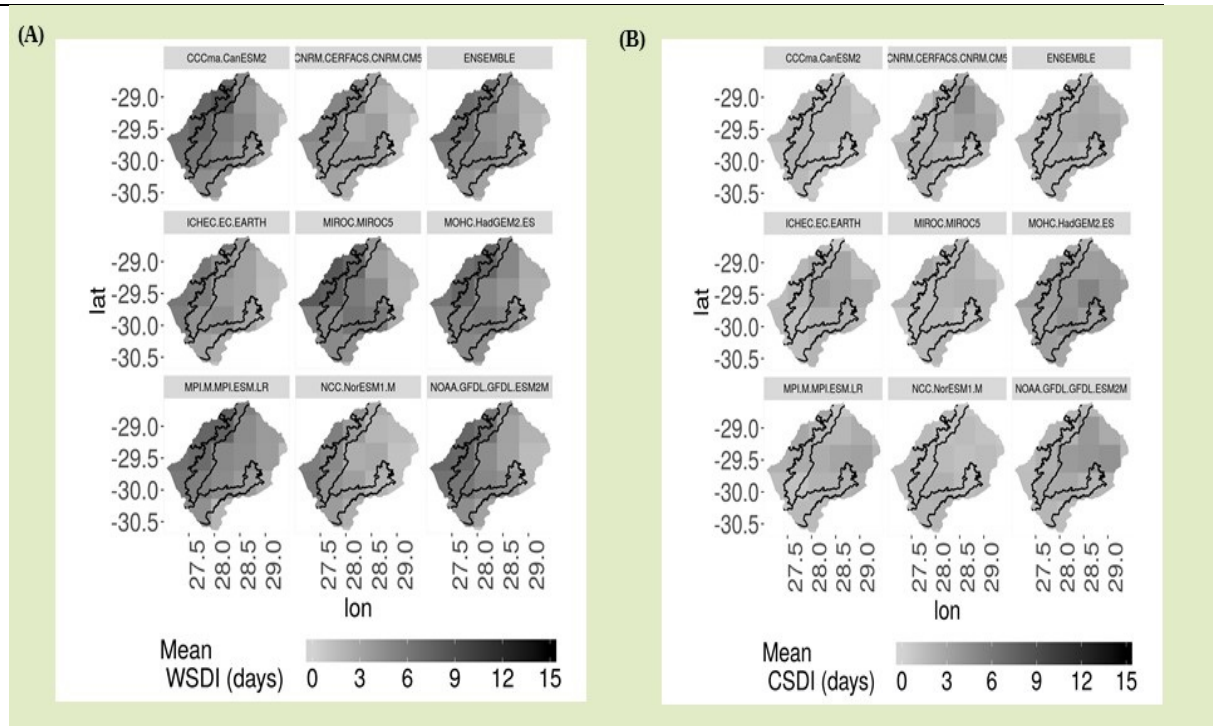 (A)
CCCma.CanESM2 CNRM.CERFACS.CNRM.CM5 ENSEMBLE
-29.0
-29.5
-30.0
-30.5
ICHEC.EC.EARTH MIROC.MIROC5 MOHC.HadGEM2.ES
-29.0
-29.5
-30.0
-30.5
MPI.M.MPI.ESM.LR NCC.NorESM1.M NOAA.GFDL.GFDL.ESM2M
-29.0
-29.5
-30.0
-30.5
lat
27.5 28.0 28.5 29.0 27.5 28.0 28.5 29.0 27.5 28.0 28.5 29.0
lon
Mean
WSDI (days) 0 3 6 9 12 15
(B)
CCCma.CanESM2 CNRM.CERFACS.CNRM.CM5 ENSEMBLE
-29.0
-29.5
-30.0
-30.5
ICHEC.EC.EARTH MIROC.MIROC5 MOHC.HadGEM2.ES
-29.0
-29.5
-30.0
-30.5
MPI.M.MPI.ESM.LR NCC.NorESM1.M NOAA.GFDL.GFDL.ESM2M
-29.0
-29.5
-30.0
-30.5
lat
27.5 28.0 28.5 29.0 27.5 28.0 28.5 29.0 27.5 28.0 28.5 29.0
lon
Mean
CSDI (days) 0 3 6 9 12 15